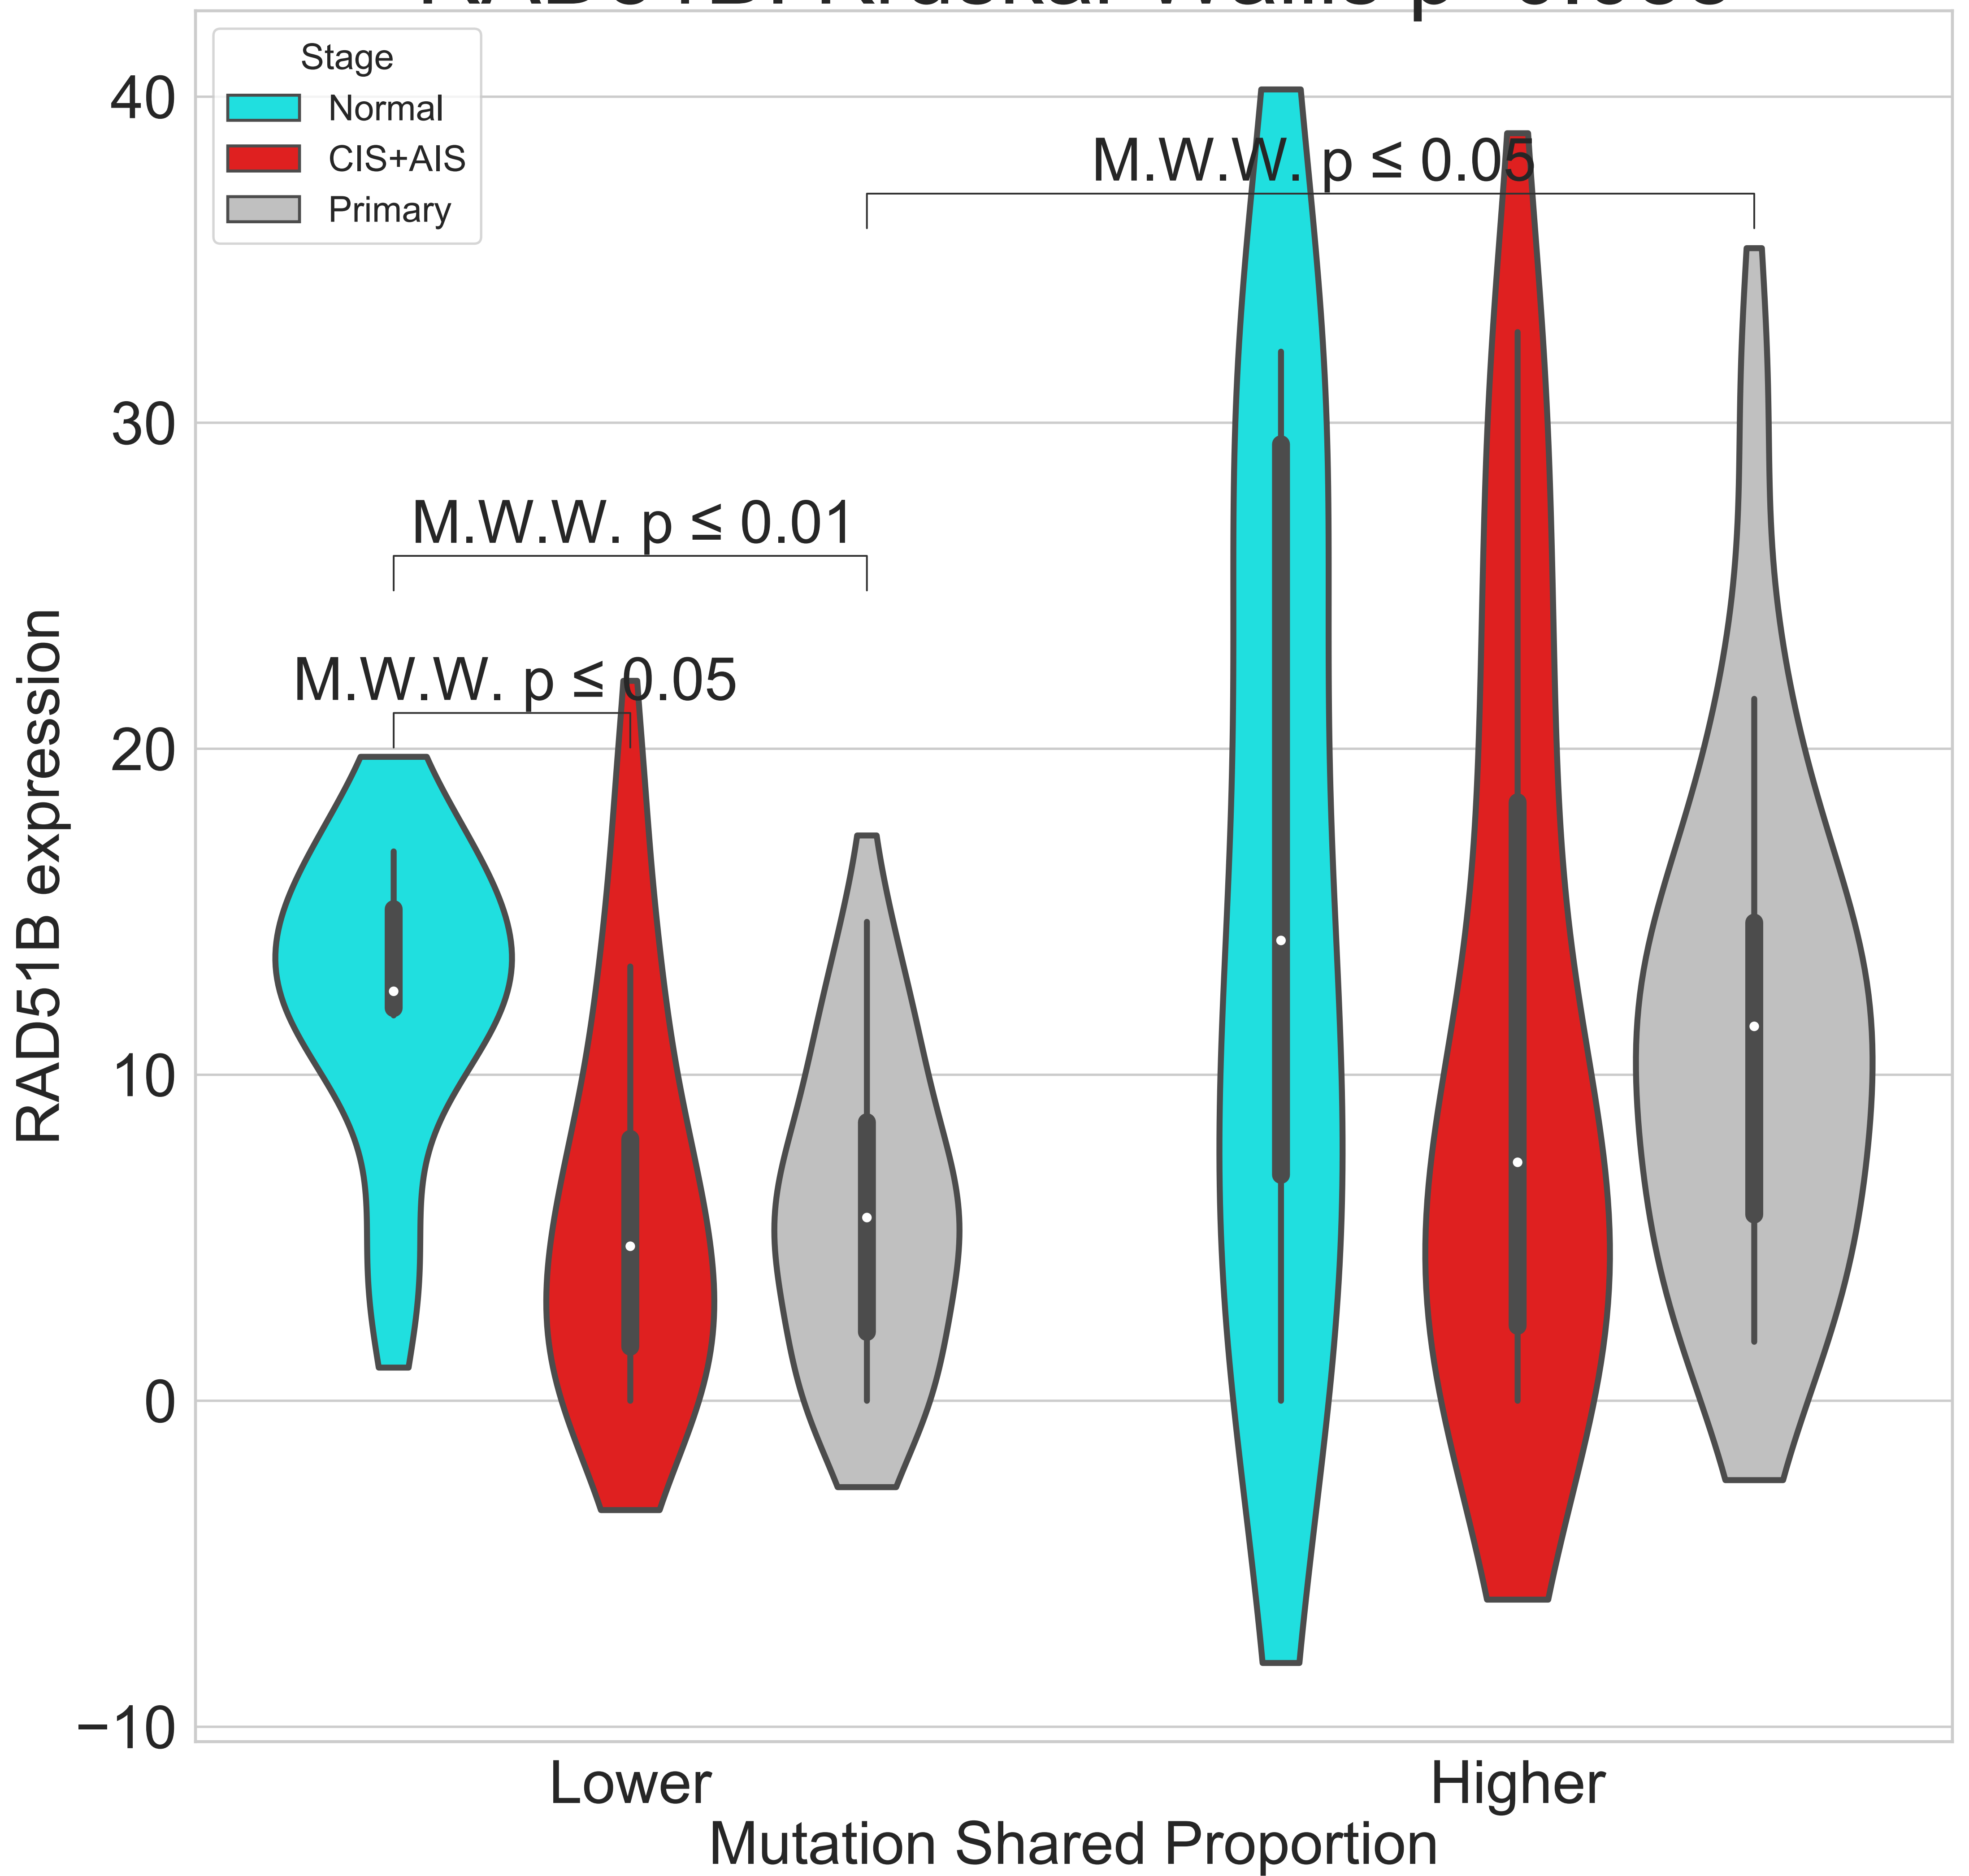 Stage
Normal
CIS+AIS
Primary
40
30
20
10
0
−10
M.W.W. p ≤ 0.05
M.W.W. p ≤ 0.01
M.W.W. p ≤ 0.05
RAD51B expression
Lower
Higher
Mutation Shared Proportion